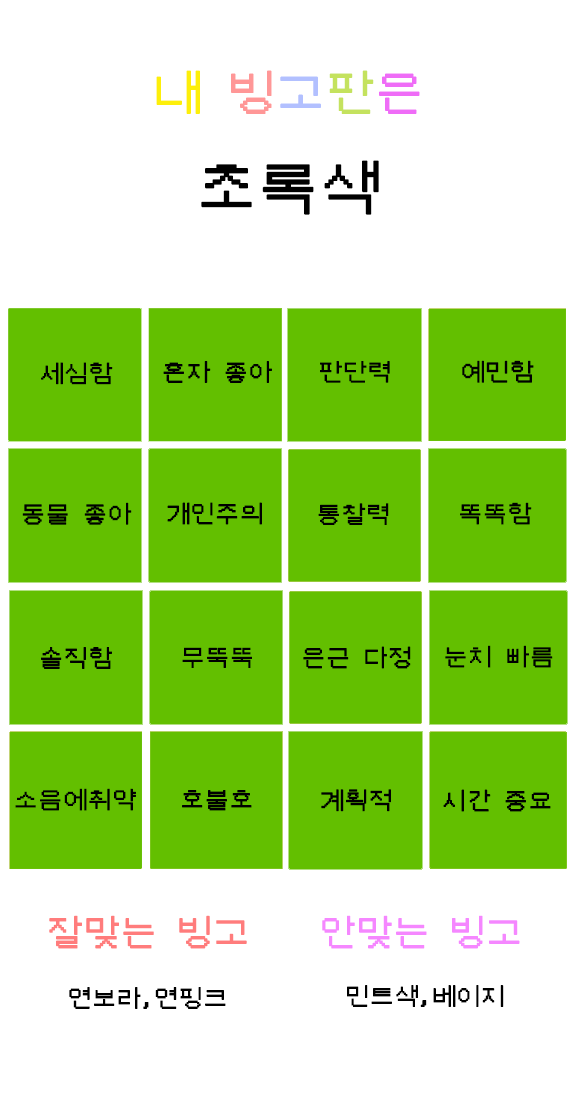 내 빙고판은
초록색
세심함 혼자 좋아 판단력 예민함
동물 좋아 개인주의 통찰력 똑똑함
솔직함 무뚝뚝 은근 다정 눈치 빠름
소음에취약 호불호 계획적 시간 중요
잘맞는 빙고 안맞는 빙고
연보라,연핑크 민트색,베이지